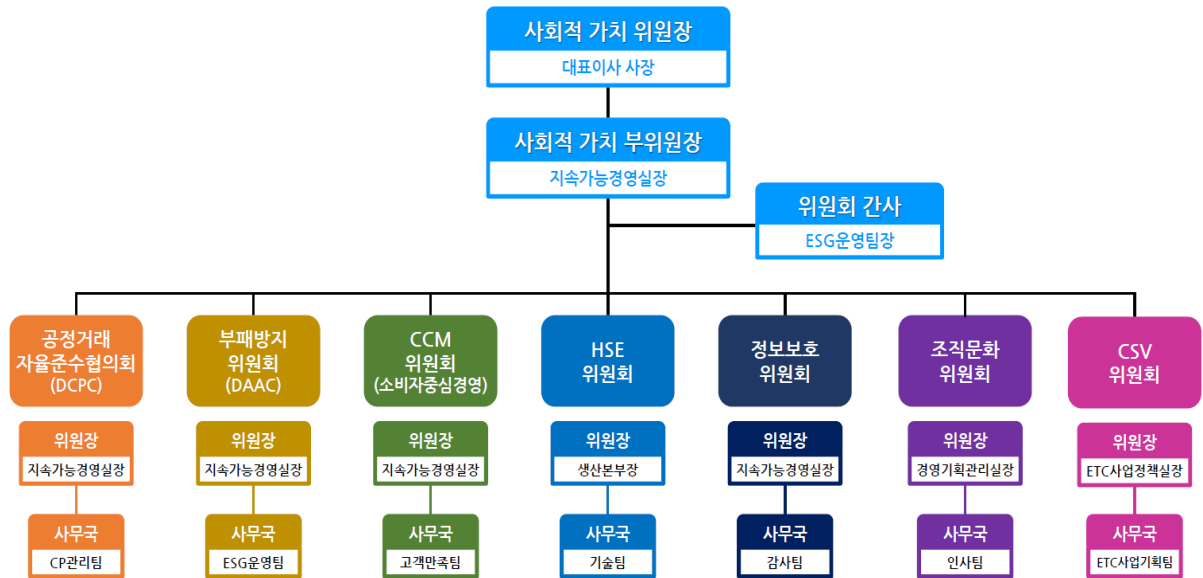 사회적 가치 위원장
대표이사 사장
사회적 가치 부위원장
지속가능경영실장
위원회 간사
ESG운영팀장
공정거래
자율준수협의회
(DCPC)
부패방지
위원회
(DAAC)
CCM
위원회
(소비자중심경영)
HSE
위원회
정보보호
위원회
조직문화
위원회
CSV
위원회
위원장
지속가능경영실장
위원장
지속가능경영실장
위원장
지속가능경영실장
위원장
생산본부장
위원장
지속가능경영실장
위원장
경영기획관리실장
위원장
ETC사업정책실장
사무국
CP관리팀
사무국
ESG운영팀
사무국
고객만족팀
사무국
기술팀
사무국
감사팀
사무국
인사팀
사무국
ETC사업기획팀